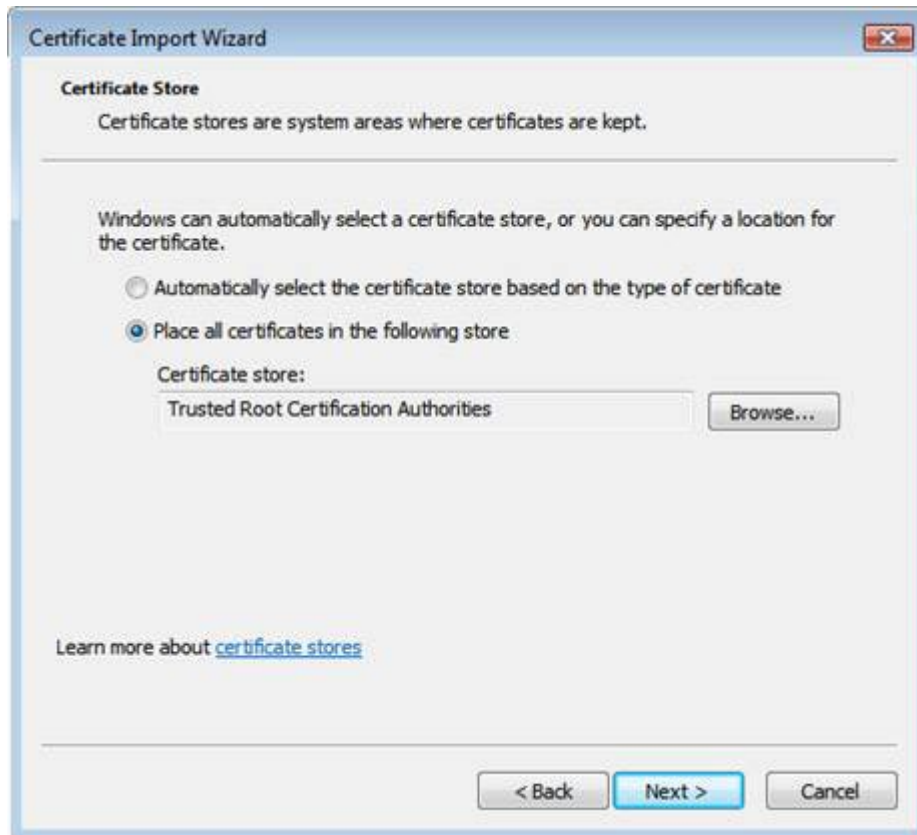 Certificate Import Wizard
Certificate Store
Certificate stores are system areas where certificates are kept.
Windows can automatically select a certificate store, or you can specify a location for
the certificate.
Automatically select the certificate store based on the type of certificate
Place all certificates in the following store
Certificate store:
Trusted Root Certification Authorities
Browse...
Learn more about certificate stores
< Back
Next >
Cancel